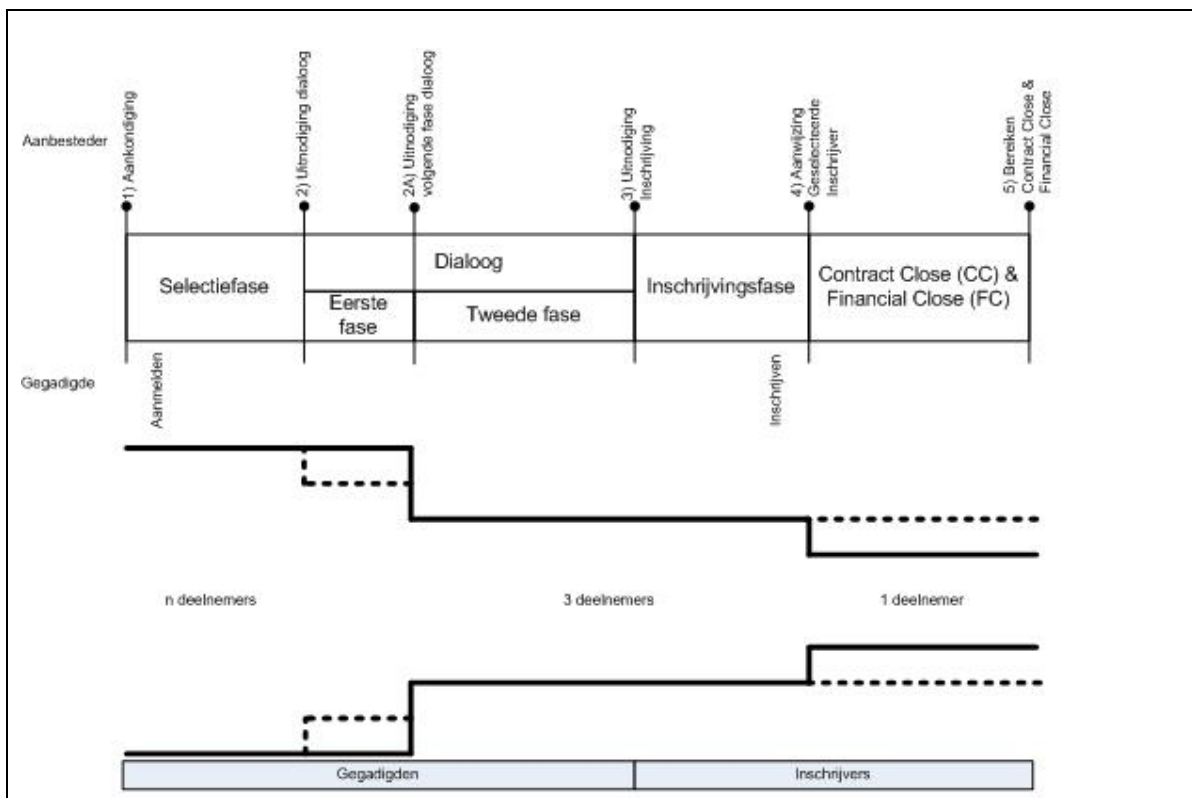 Aanbesteder
1) Aankondiging
2) Uitnodiging dialoog
2A) Uitnodiging
volgende fase dialoog
3) Uitnodiging
Inschrijving
4) Aanwijzing
Geselecteerde
Inschrijver
5) Bereiken
Contract Close &
Financial Close
Selectiefase
Dialoog
Eerste
fase
Tweede fase
Inschrijvingsfase
Contract Close (CC) &
Financial Close (FC)
Gegadigde
Aanmelden
Inschrijven
n deelnemers
3 deelnemers
1 deelnemer
Gegadigden
Inschrijvers